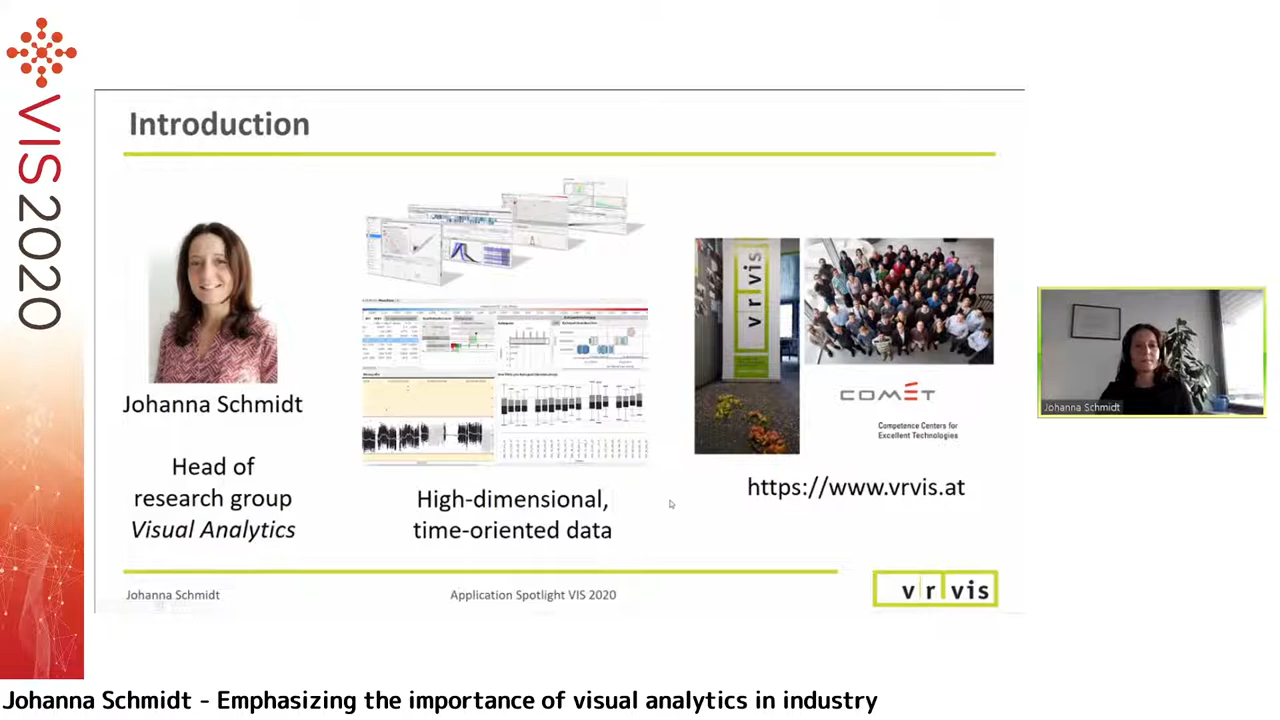 VIS2020
Introduction
vrvis
COMET
Competence Centers for
Excellent Technologies
Johanna Schmidt
Head of
research group
Visual Analytics
High-dimensional,
time-oriented data
https://www.vrvis.at
Johanna Schmidt
Application Spotlight VIS 2020
vrvis
Johanna Schmidt
Johanna Schmidt - Emphasizing the importance of visual analytics in industry